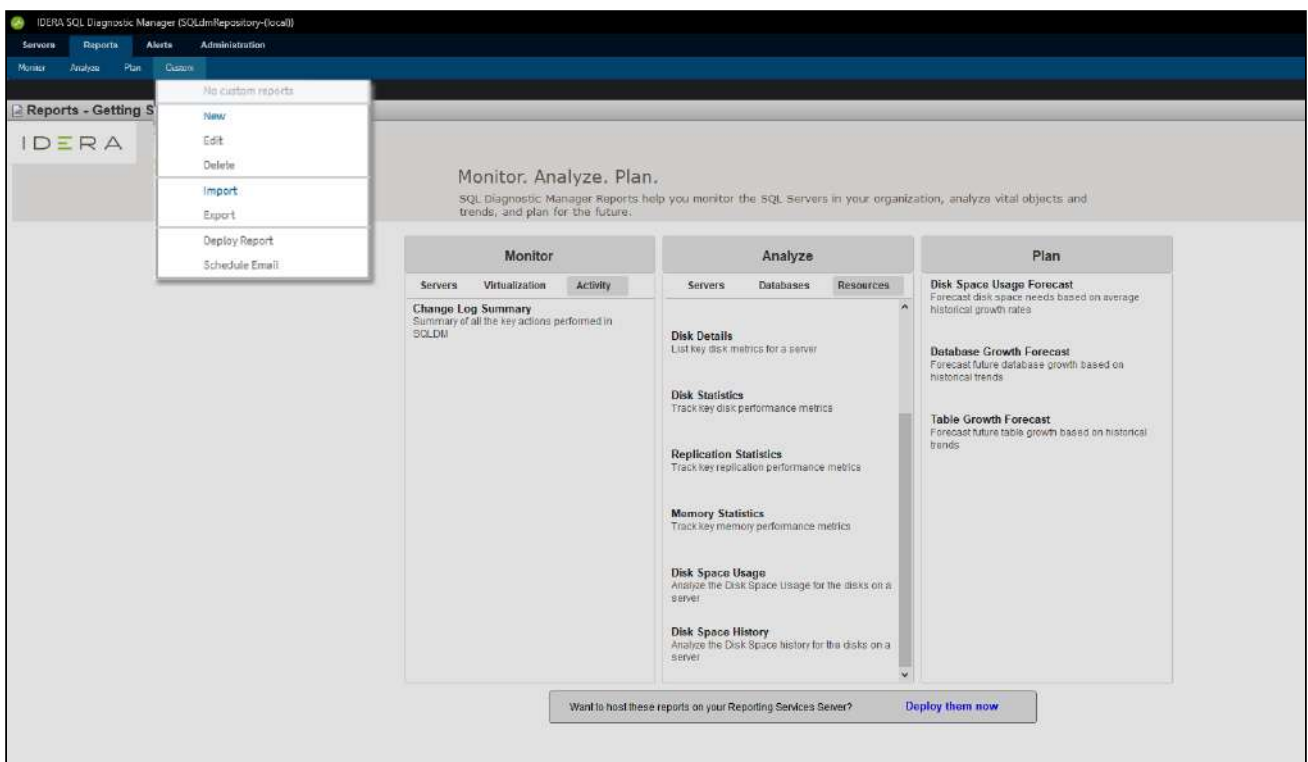 IDERA SQL Diagnostic Manager (SQLdmRepository-(local))
Servers Reports Alerts Administration
Monitor Analyze Plan Custom
No custom reports
Reports - Getting S
New
IDERA
Edit
Delete
Import
Export
Deploy Report
Schedule Email
Monitor. Analyze. Plan.
SQL Diagnostic Manager Reports help you monitor the SQL Servers in your organization, analyze vital objects and
trends, and plan for the future.
Monitor
Servers Virtualization Activity
Change Log Summary
Summary of all the key actions performed in
SQLDM
Analyze
Servers Databases Resources
Disk Details
List key disk metrics for a server
Disk Statistics
Track key disk performance metrics
Replication Statistics
Track key replication performance metrics
Memory Statistics
Track key memory performance metrics
Disk Space Usage
Analyze the Disk Space Usage for the disks on a
server
Disk Space History
Analyze the Disk Space history for the disks on a
server
Plan
Disk Space Usage Forecast
Forecast disk space needs based on average
historical growth rates
Database Growth Forecast
Forecast future database growth based on
historical trends
Table Growth Forecast
Forecast future table growth based on historical
trends
Want to host these reports on your Reporting Services Server? Deploy them now